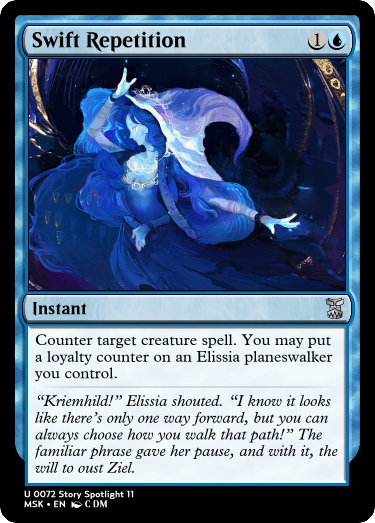 Swift Repetition 1
Instant
Counter target creature spell. You may put
a loyalty counter on an Elissia planeswalker
you control.
“Kriemhild!” Elissia shouted. “I know it looks
like there’s only one way forward, but you can
always choose how you walk that path!” The
familiar phrase gave her pause, and with it, the
will to oust Ziel.
U 0072 Story Spotlight 11
MSK • EN C DM